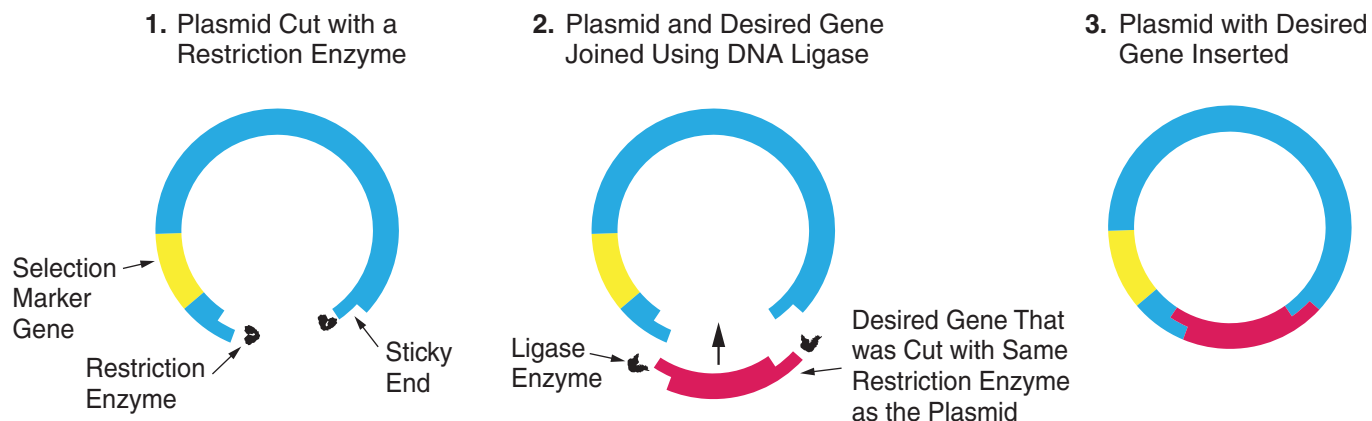 1. Plasmid Cut with a
Restriction Enzyme
2. Plasmid and Desired Gene
Joined Using DNA Ligase
3. Plasmid with Desired
Gene Inserted
Selection
Marker
Gene
Restriction
Enzyme
Sticky
End
Ligase
Enzyme
Desired Gene That
was Cut with Same
Restriction Enzyme
as the Plasmid